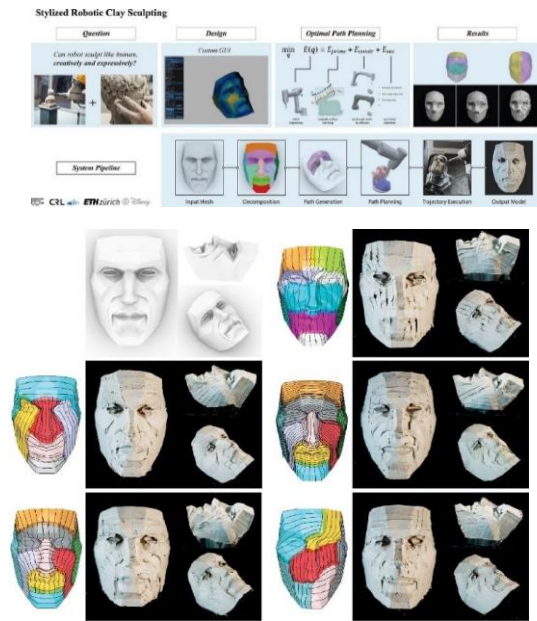 Stylized Robotic Clay Sculpting
Question
Design
Optimal Path Planning
Results
Can robot sculpt like human,
creatively and expressively?
Custom GUI
System Pipeline
Input Mesh
Decomposition
Path Generation
Path Planning
Trajectory Execution
Output Model
CRL
ETHzürich
Disney